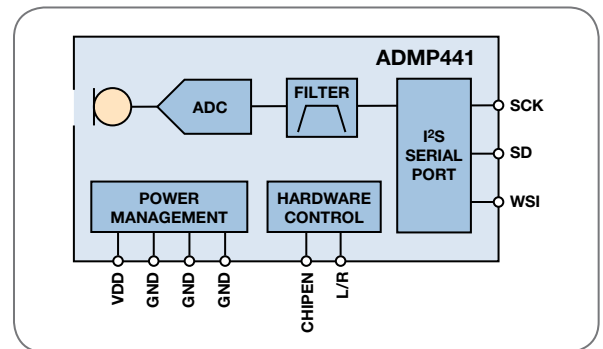 ADMP441
ADC
FILTER
I²S
SERIAL
PORT
SCK
SD
WSI
POWER
MANAGEMENT
HARDWARE
CONTROL
VDD
GND
GND
GND
CHIPEN
L/R